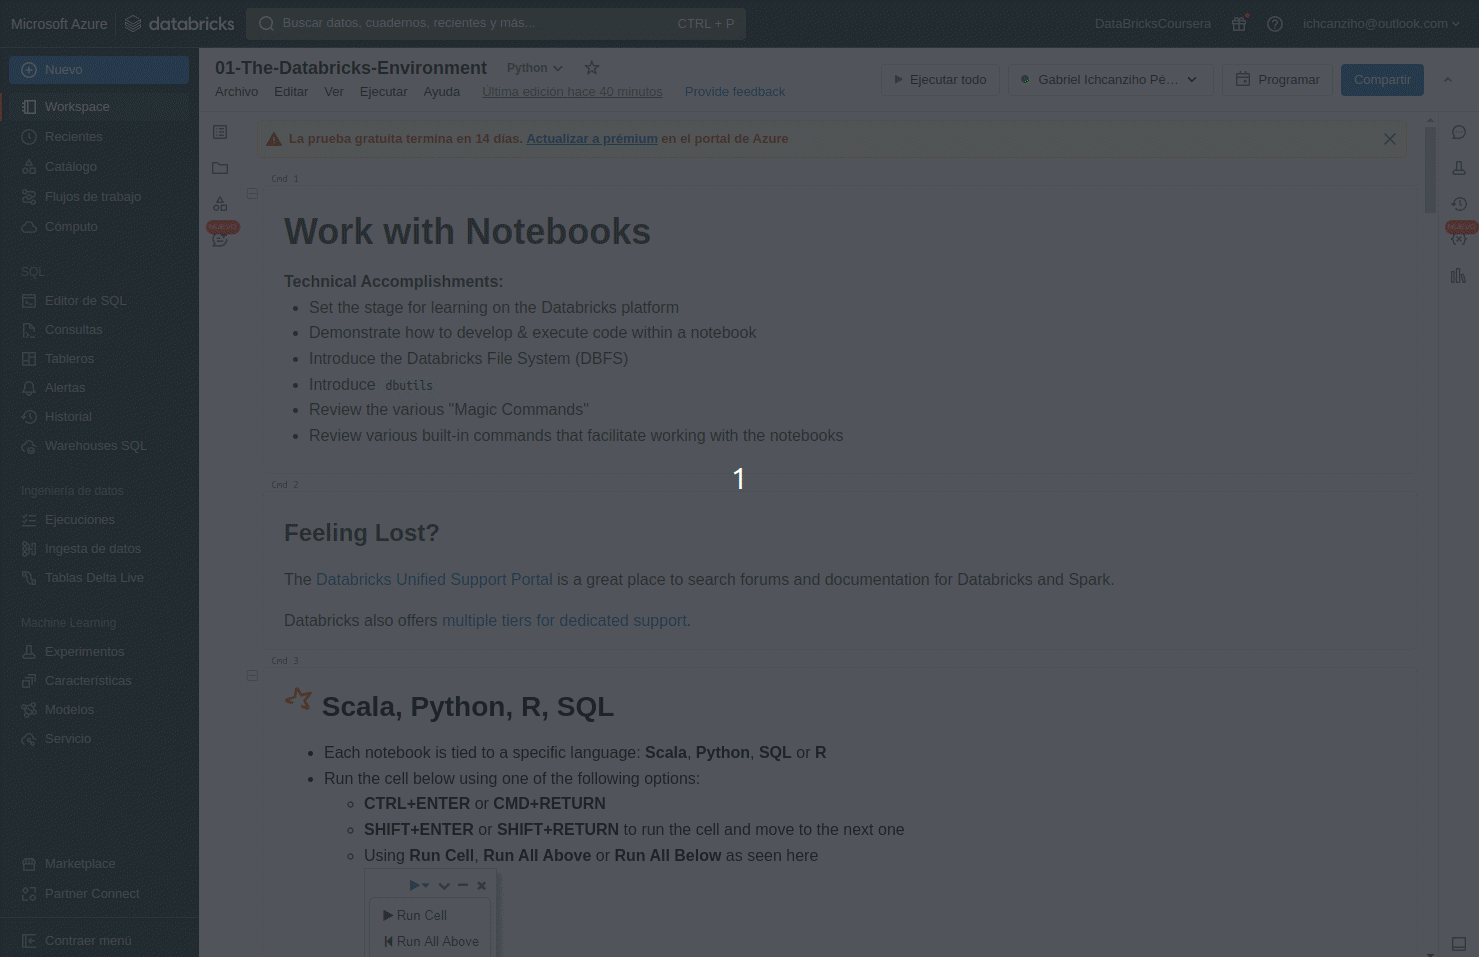 Microsoft Azure
databricks
Buscar datos, cuadernos, recientes y más...
CTRL + P
DataBricksCoursera
ichcanziho@outlook.com
Nuevo
Workspace
Recientes
Catálogo
Flujos de trabajo
Cómputo
SQL
Editor de SQL
Consultas
Tableros
Alertas
Historial
Warehouses SQL
Ingeniería de datos
Ejecuciones
Ingesta de datos
Tablas Delta Live
Machine Learning
Experimentos
Características
Modelos
Servicio
Marketplace
Partner Connect
Contraer menú
01-The-Databricks-Environment
Python
Archivo Editar Ver Ejecutar Ayuda
Última edición hace 40 minutos
Provide feedback
Ejecutar todo
Gabriel Ichcanziho Pé...
Programar
Compartir
NUEVO
La prueba gratuita termina en 14 días. Actualizar a prémium en el portal de Azure
Cmd 1
Work with Notebooks
Technical Accomplishments:
Set the stage for learning on the Databricks platform
Demonstrate how to develop & execute code within a notebook
Introduce the Databricks File System (DBFS)
Introduce dbutils
Review the various "Magic Commands"
Review various built-in commands that facilitate working with the notebooks
1
Cmd 2
Feeling Lost?
The Databricks Unified Support Portal is a great place to search forums and documentation for Databricks and Spark.
Databricks also offers multiple tiers for dedicated support.
Cmd 3
Scala, Python, R, SQL
Each notebook is tied to a specific language: Scala, Python, SQL or R
Run the cell below using one of the following options:
CTRL+ENTER or CMD+RETURN
SHIFT+ENTER or SHIFT+RETURN to run the cell and move to the next one
Using Run Cell, Run All Above or Run All Below as seen here
Run Cell
Run All Above
NUEVO